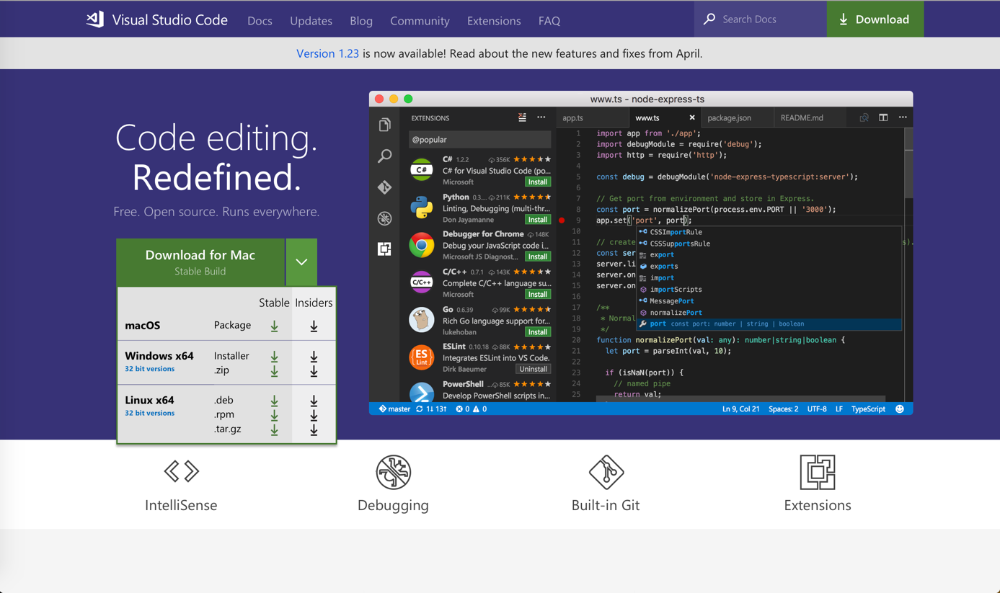 Visual Studio Code Docs Updates Blog Community Extensions FAQ Search Docs Download
Version 1.23 is now available! Read about the new features and fixes from April.
Code editing.
Redefined.
Free. Open source. Runs everywhere.
Download for Mac
Stable Build
Stable Insiders
macOS Package
Windows x64 Installer
32 bit versions .zip
Linux x64 .deb
32 bit versions .rpm
.tar.gz
www.ts - node-express-ts
EXTENSIONS
@popular
C# 1.2.2 356K
C# for Visual Studio Code (po...
Microsoft Install
C#
Python 0.3.... 211K
Linting, Debugging (multi-thr...
Don Jayamanne Install
Debugger for Chrome 148K
Debug your JavaScript code i...
Microsoft JS Diagnost... Install
C/C++ 0.7.1 143K
Complete C/C++ language su...
Microsoft Install
C/C++
Go 0.6.39 99K
Rich Go language support for...
lukehoban Install
ESLint 0.10.18 88K
Integrates ESLint into VS Code.
Dirk Baeumer Uninstall
ES
Lint
PowerShell ... 85K
Develop PowerShell scripts in...
app.ts www.ts package.json README.md
1 import app from './app';
2 import debugModule = require('debug');
3 import http = require('http');
4
5 const debug = debugModule('node-express-typescript:server');
6
7 // Get port from environment and store in Express.
8 const port = normalizePort(process.env.PORT || '3000');
9 app.set('port', port);
10
11 // create s).
12 const ser
13 server.li
14 server.on
15 server.on
16
17 /**
18 * Normal
19 */
20 function normalizePort(val: any): number|string|boolean {
21 let port = parseInt(val, 10);
22
23 if (isNaN(port)) {
24 // named pipe
25 return val;
CSSImportRule
CSSSupportsRule
export
exports
import
importScripts
MessagePort
normalizePort
port const port: number | string | boolean
master 1↓ 13↑ 0 0 Ln 9, Col 21 Spaces: 2 UTF-8 LF TypeScript
IntelliSense Debugging Built-in Git Extensions